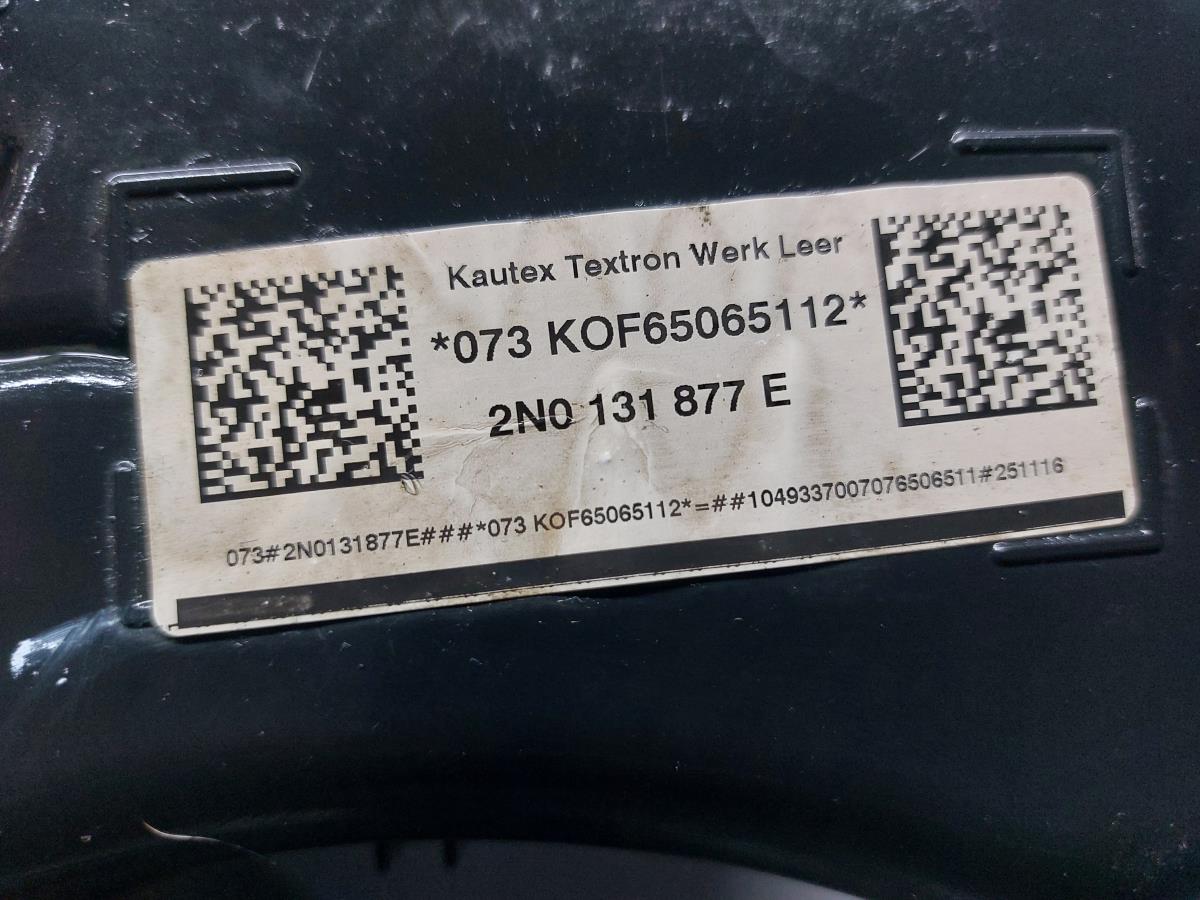 Kautex Textron Werk Leer
*073 KOF65065112*
2N0 131 877 E
073#2N0131877E###*073 KOF65065112*=##1049337007076506511#251116